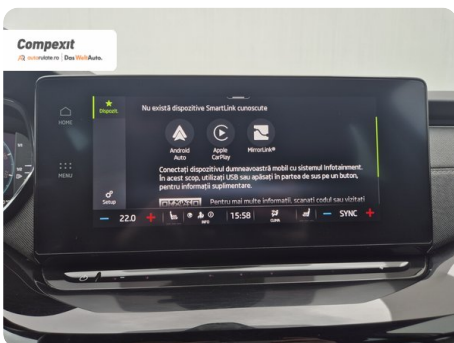 Compexit
autorulate.ro | Das WeltAuto.
Dispozit.
Nu există dispozitive SmartLink cunoscute
HOME
Android
Auto
Apple
CarPlay
MirrorLink®
MENU
Conectați dispozitivul dumneavoastră mobil cu sistemul Infotainment.
În acest scop, utilizați USB sau apăsați în partea de sus pe un buton,
pentru informații suplimentare.
Setup
Pentru mai multe informații, scanați codul sau vizitați
22.0
INFO
15:58
CLIMA
SYNC